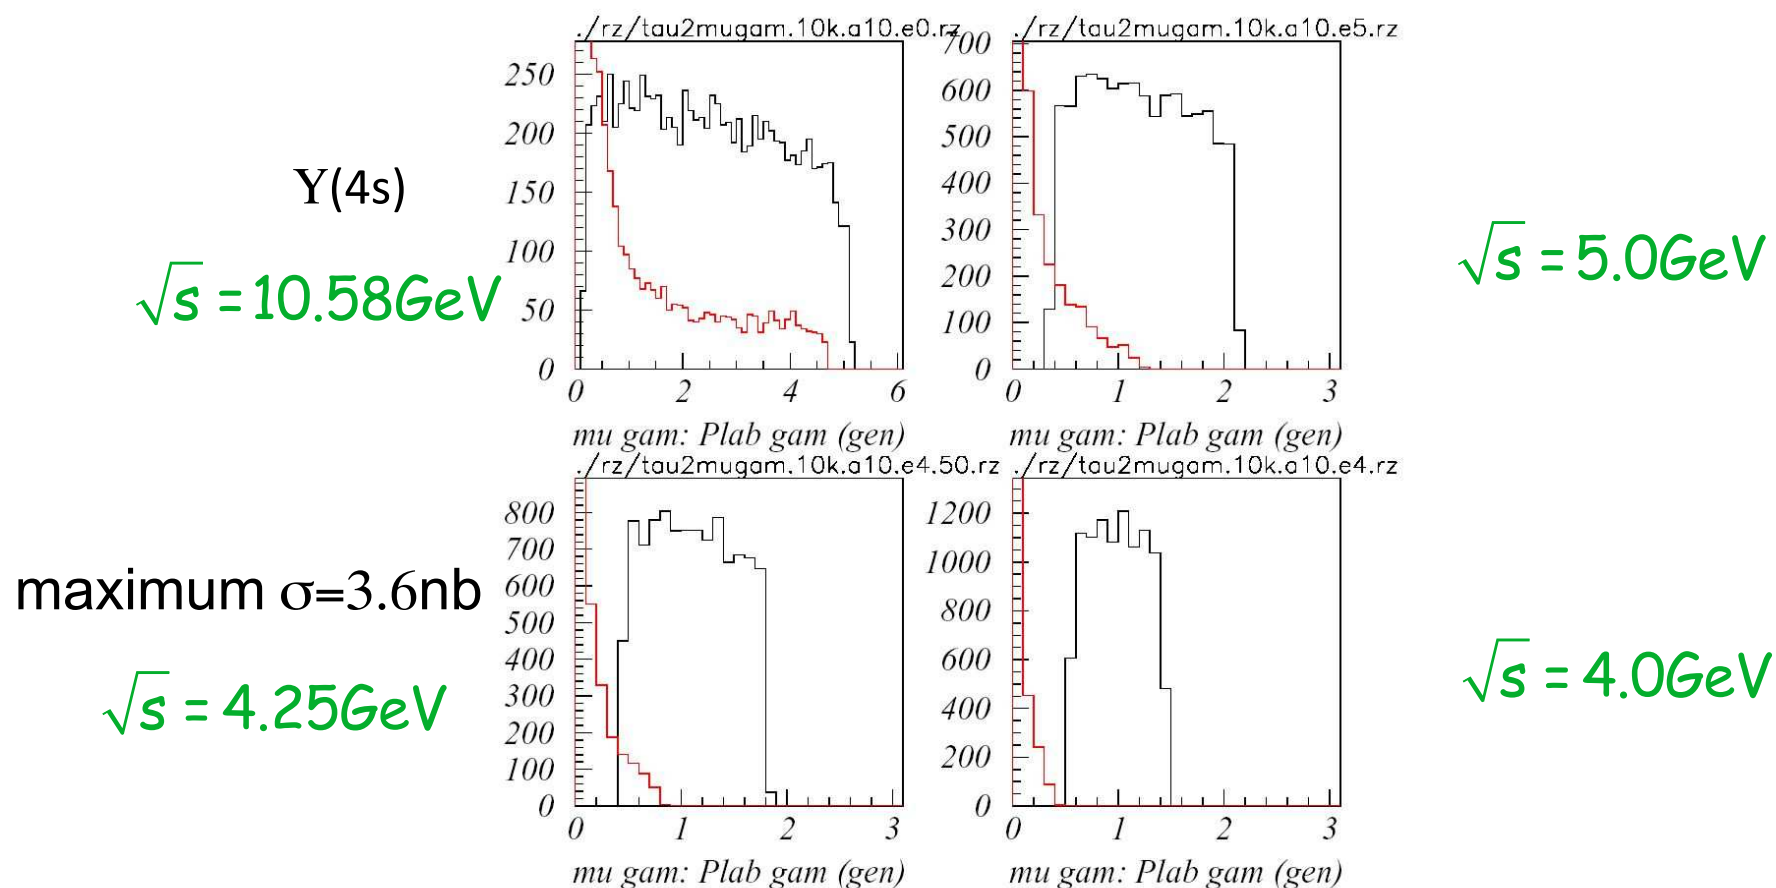 ./rz/tau2mugam.10k.a10.e0.rz
250
200
150
100
50
0
0 2 4 6
mu gam: Plab gam (gen)
ϒ(4s)
√s = 10.58GeV
./rz/tau2mugam.10k.a10.e5.rz
700
600
500
400
300
200
100
0
0 1 2 3
mu gam: Plab gam (gen)
√s = 5.0GeV
./rz/tau2mugam.10k.a10.e4.50.rz
800
700
600
500
400
300
200
100
0
0 1 2 3
mu gam: Plab gam (gen)
maximum σ=3.6nb
√s = 4.25GeV
./rz/tau2mugam.10k.a10.e4.rz
1200
1000
800
600
400
200
0
0 1 2 3
mu gam: Plab gam (gen)
√s = 4.0GeV